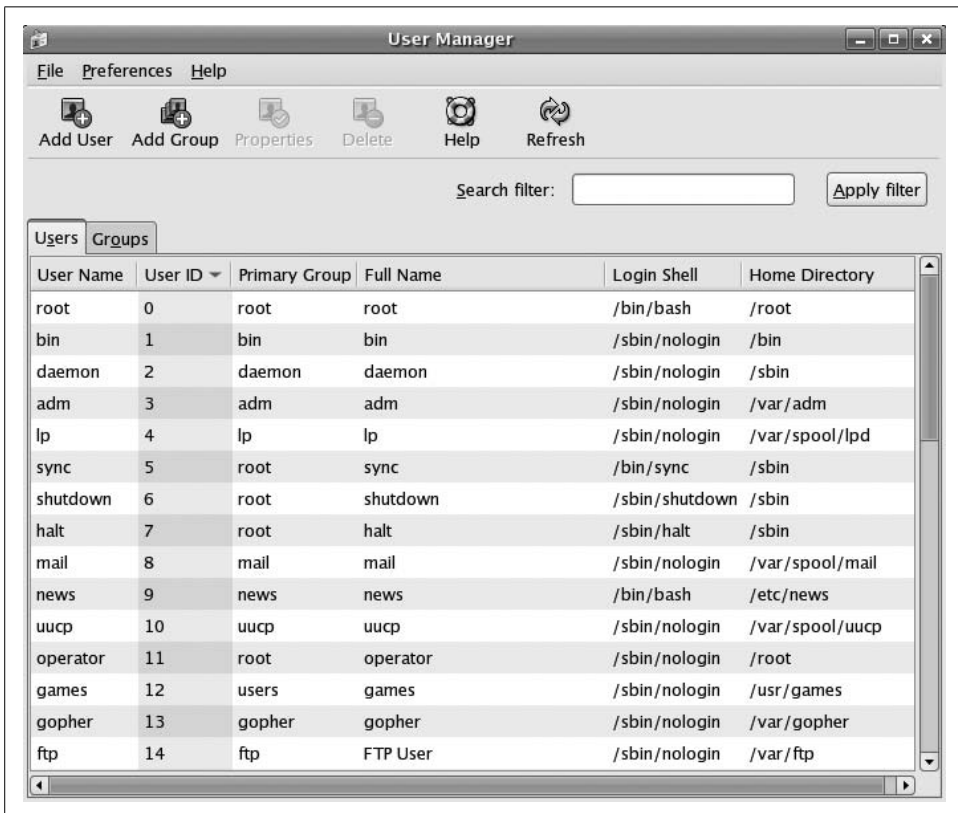 User Manager
File Preferences Help
Add User Add Group Properties Delete Help Refresh
Search filter: Apply filter
Users Groups
User Name User ID Primary Group Full Name Login Shell Home Directory
root 0 root root /bin/bash /root
bin 1 bin bin /sbin/nologin /bin
daemon 2 daemon daemon /sbin/nologin /sbin
adm 3 adm adm /sbin/nologin /var/adm
lp 4 lp lp /sbin/nologin /var/spool/lpd
sync 5 root sync /bin/sync /sbin
shutdown 6 root shutdown /sbin/shutdown /sbin
halt 7 root halt /sbin/halt /sbin
mail 8 mail mail /sbin/nologin /var/spool/mail
news 9 news news /bin/bash /etc/news
uucp 10 uucp uucp /sbin/nologin /var/spool/uucp
operator 11 root operator /sbin/nologin /root
games 12 users games /sbin/nologin /usr/games
gopher 13 gopher gopher /sbin/nologin /var/gopher
ftp 14 ftp FTP User /sbin/nologin /var/ftp